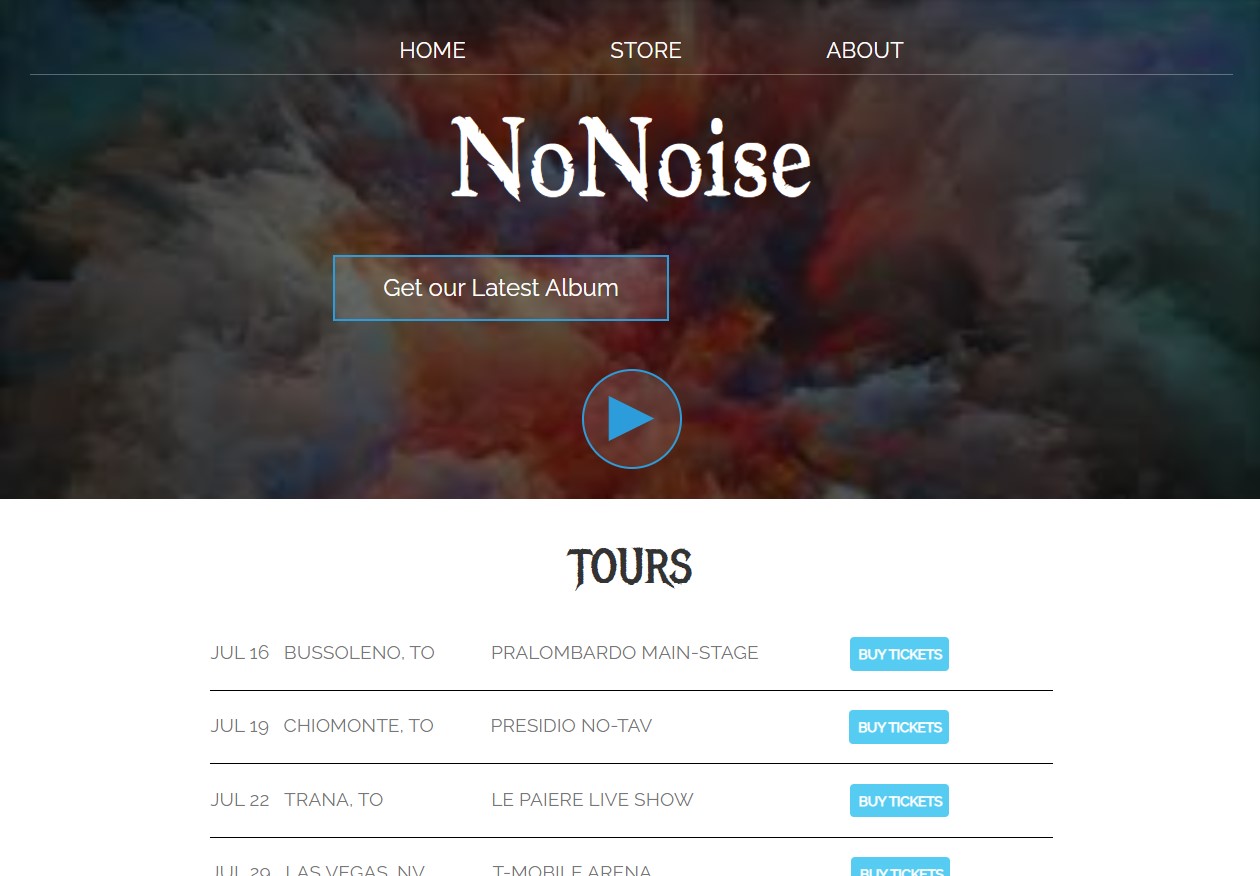 HOME STORE ABOUT
NoNoise
Get our Latest Album
TOURS
JUL 16 BUSSOLENO, TO PRALOMBARDO MAIN-STAGE BUY TICKETS
JUL 19 CHIOMONTE, TO PRESIDIO NO-TAV BUY TICKETS
JUL 22 TRANA, TO LE PAIERE LIVE SHOW BUY TICKETS
JUL 29 LAS VEGAS, NV T-MOBILE ARENA BUY TICKETS